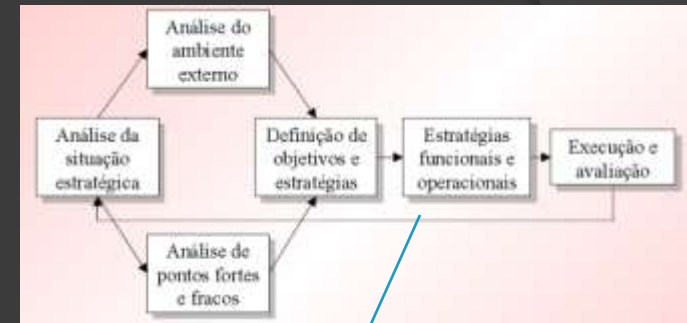 Análise do
ambiente
externo
Análise da
situação
estratégica
Definição de
objetivos e
estratégias
Estratégias
funcionais e
operacionais
Execução e
avaliação
Análise de
pontos fortes
e fracos